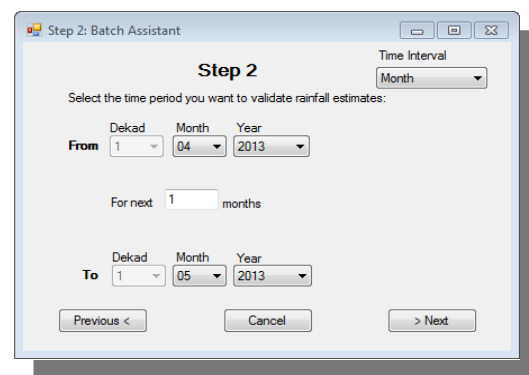 Step 2: Batch Assistant
Time Interval
Step 2
Month
Select the time period you want to validate rainfall estimates:
Dekad Month Year
From 1 04 2013
For next 1 months
Dekad Month Year
To 1 05 2013
Previous < Cancel > Next